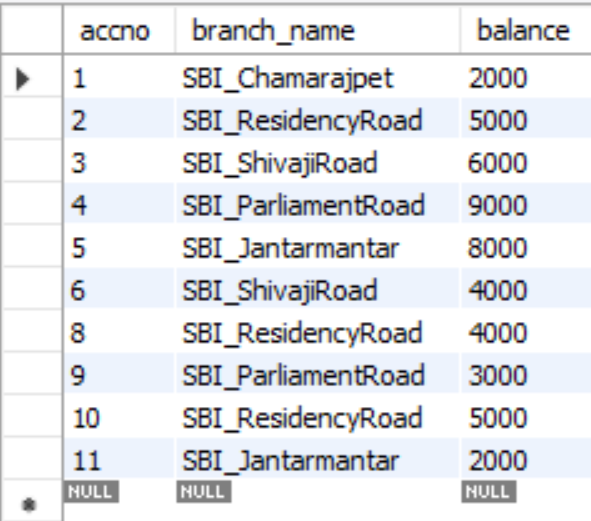 accno branch_name balance
1 SBI_Chamarajpet 2000
2 SBI_ResidencyRoad 5000
3 SBI_ShivajiRoad 6000
4 SBI_ParliamentRoad 9000
5 SBI_Jantarmantar 8000
6 SBI_ShivajiRoad 4000
8 SBI_ResidencyRoad 4000
9 SBI_ParliamentRoad 3000
10 SBI_ResidencyRoad 5000
11 SBI_Jantarmantar 2000
NULL NULL NULL